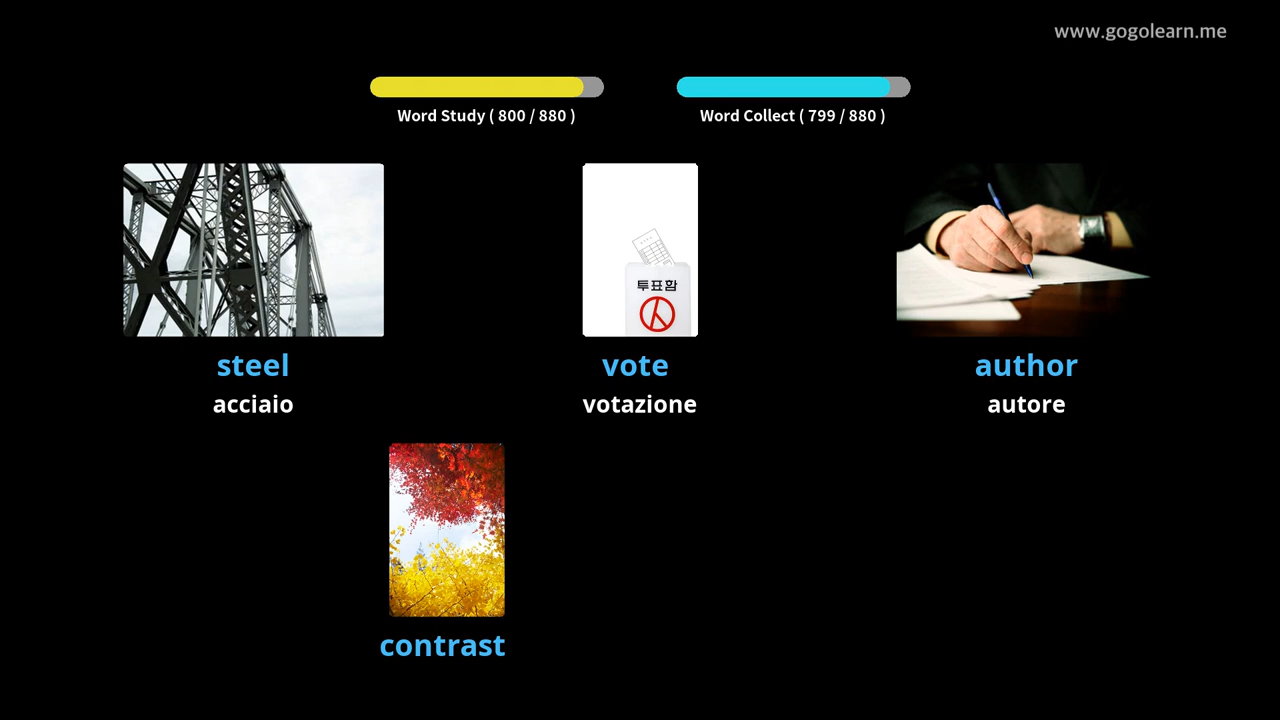 www.gogolearn.me
Word Study ( 800 / 880 )
Word Collect ( 799 / 880 )
투표함
steel
vote
author
acciaio
votazione
autore
contrast